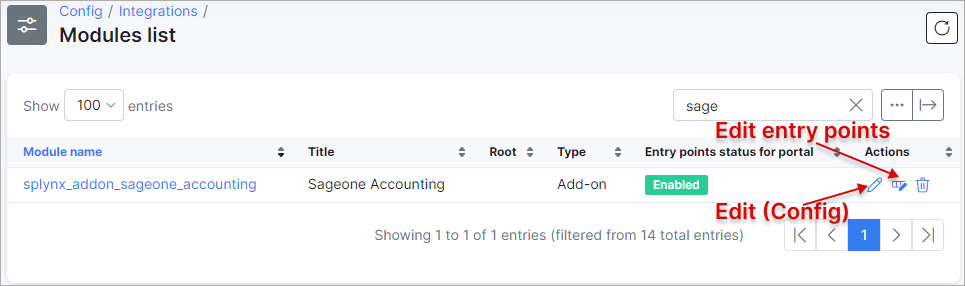 Config / Integrations /
Modules list
Show 100 entries
sage
Edit entry points
Module name Title Root Type Entry points status for portal Actions
splynx_addon_sageone_accounting Sageone Accounting Add-on Enabled
Edit (Config)
Showing 1 to 1 of 1 entries (filtered from 14 total entries) 1